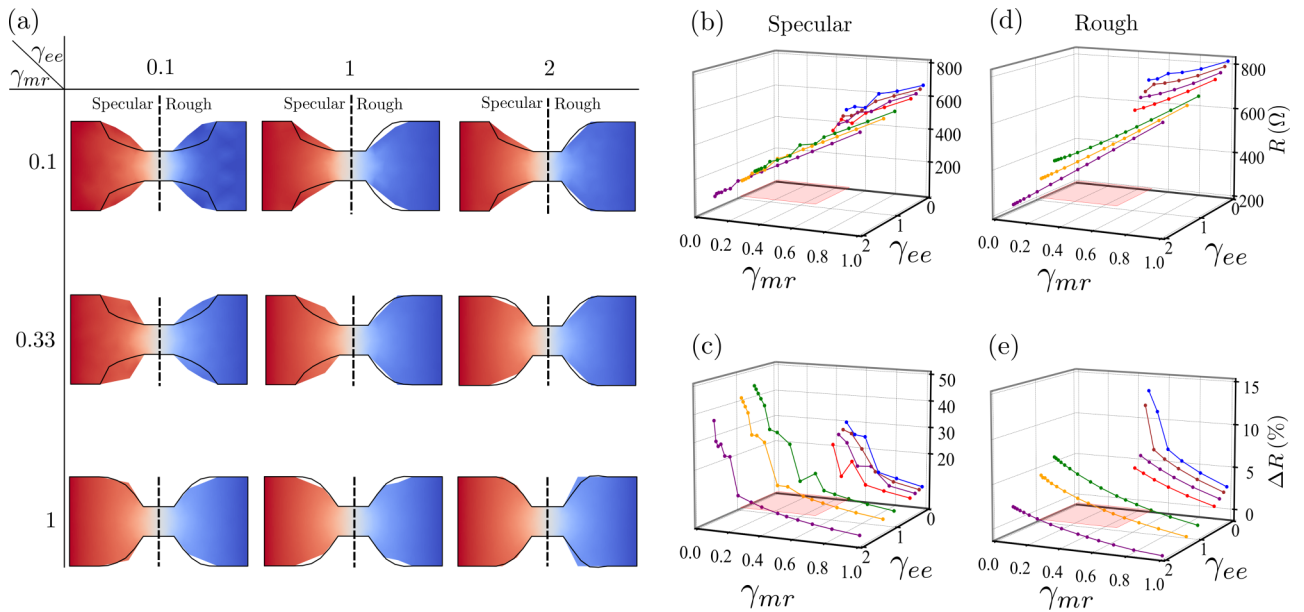 (a)
γee
γmr
0.1
1
2
Specular
Rough
Specular
Rough
Specular
Rough
0.1
0.33
1
(b)
Specular
800
600
400
200
0
1
2
0.0
0.2
0.4
0.6
0.8
1.0
γmr
γee
(d)
Rough
800
600
400
200
R (Ω)
0
1
2
0.0
0.2
0.4
0.6
0.8
1.0
γmr
γee
(c)
50
40
30
20
0
1
2
0.0
0.2
0.4
0.6
0.8
1.0
γmr
γee
(e)
15
10
5
0
ΔR (%)
0
1
2
0.0
0.2
0.4
0.6
0.8
1.0
γmr
γee